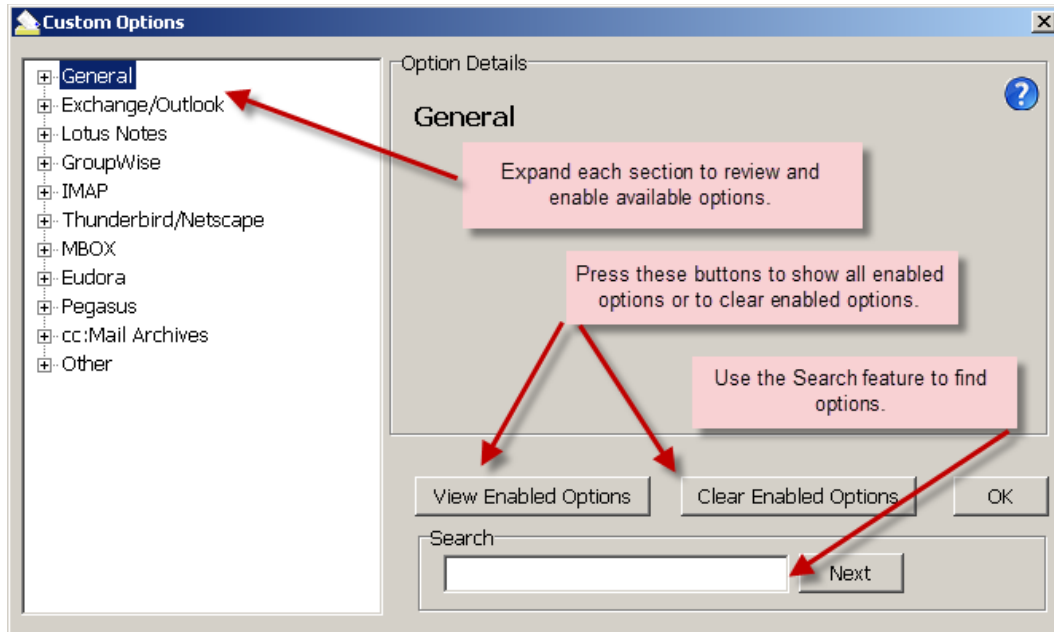 Custom Options
General
Exchange/Outlook
Lotus Notes
GroupWise
IMAP
Thunderbird/Netscape
MBOX
Eudora
Pegasus
cc:Mail Archives
Other
Option Details
General
Expand each section to review and
enable available options.
Press these buttons to show all enabled
options or to clear enabled options.
Use the Search feature to find
options.
View Enabled Options
Clear Enabled Options
OK
Search
Next